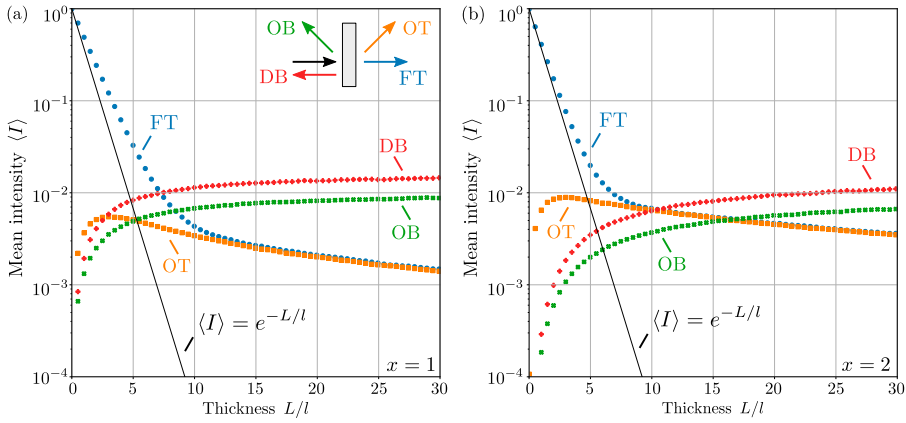 (a)
Mean intensity ⟨I⟩
10^0
10^−1
10^−2
10^−3
10^−4
OB
OT
DB
FT
FT
DB
OB
OT
⟨I⟩ = e^{−L/l}
x = 1
0 5 10 15 20 25 30
Thickness L/l
(b)
Mean intensity ⟨I⟩
10^0
10^−1
10^−2
10^−3
10^−4
FT
DB
OT
OB
⟨I⟩ = e^{−L/l}
x = 2
0 5 10 15 20 25 30
Thickness L/l